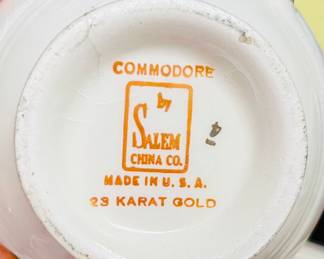 COMMODORE
by
SALEM
CHINA CO.
MADE IN U. S. A.
23 KARAT GOLD